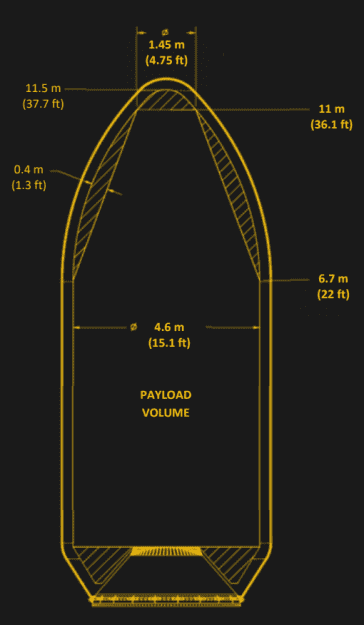 Ø
1.45 m
(4.75 ft)
11.5 m
(37.7 ft)
11 m
(36.1 ft)
0.4 m
(1.3 ft)
6.7 m
(22 ft)
Ø 4.6 m
(15.1 ft)
PAYLOAD
VOLUME